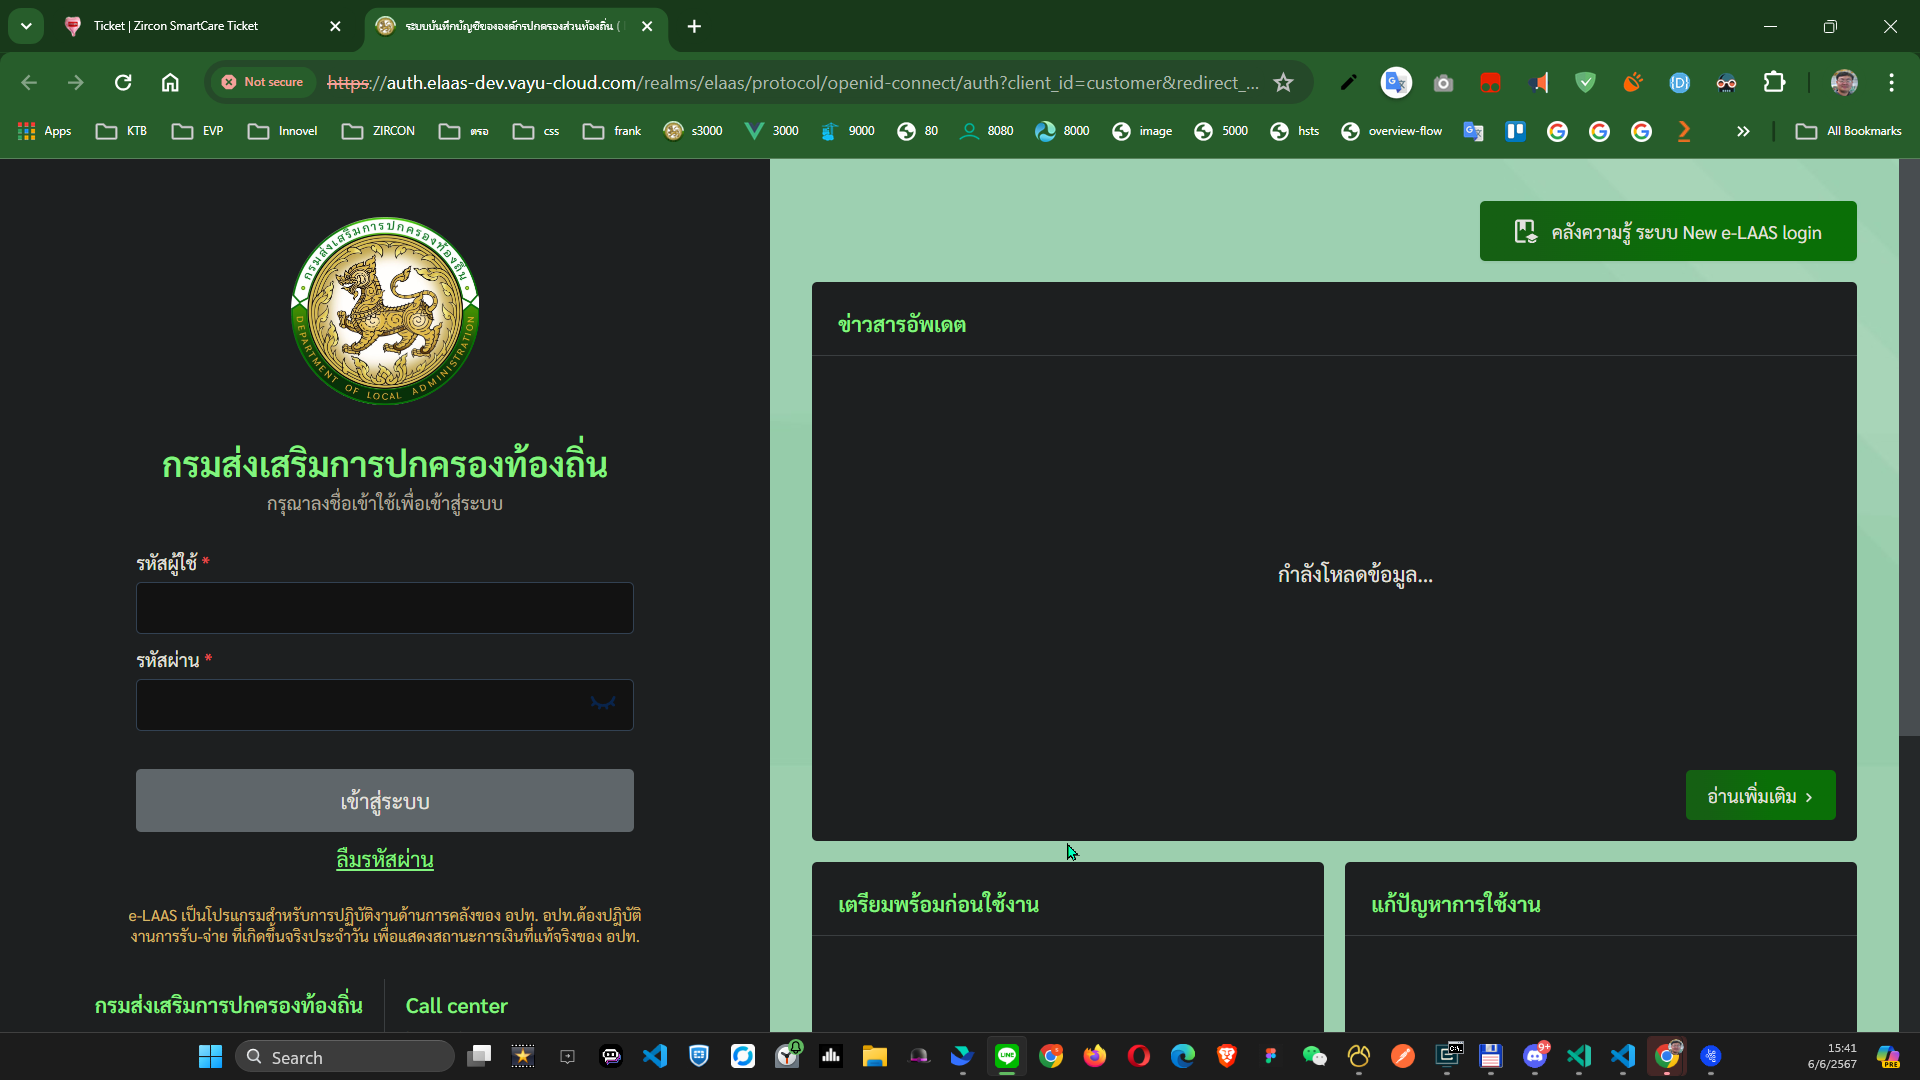 Ticket | Zircon SmartCare Ticket
ระบบบันทึกบัญชีขององค์กรปกครองส่วนท้องถิ่น (
Not secure
https://auth.elaas-dev.vayu-cloud.com/realms/elaas/protocol/openid-connect/auth?client_id=customer&redirect_...
Apps
KTB
EVP
Innovel
ZIRCON
ตรอ
css
frank
s3000
3000
9000
80
8080
8000
image
5000
hsts
overview-flow
All Bookmarks
กรมส่งเสริมการปกครองท้องถิ่น
DEPARTMENT OF LOCAL ADMINISTRATION
กรมส่งเสริมการปกครองท้องถิ่น
กรุณาลงชื่อเข้าใช้เพื่อเข้าสู่ระบบ
รหัสผู้ใช้ *
รหัสผ่าน *
เข้าสู่ระบบ
ลืมรหัสผ่าน
e-LAAS เป็นโปรแกรมสำหรับการปฏิบัติงานด้านการคลังของ อปท. อปท.ต้องปฎิบัติ
งานการรับ-จ่าย ที่เกิดขึ้นจริงประจำวัน เพื่อแสดงสถานะการเงินที่แท้จริงของ อปท.
กรมส่งเสริมการปกครองท้องถิ่น
Call center
คลังความรู้ ระบบ New e-LAAS login
ข่าวสารอัพเดต
กำลังโหลดข้อมูล...
อ่านเพิ่มเติม
เตรียมพร้อมก่อนใช้งาน
แก้ปัญหาการใช้งาน
Search
LINE
9+
15:41
6/6/2567
PRE